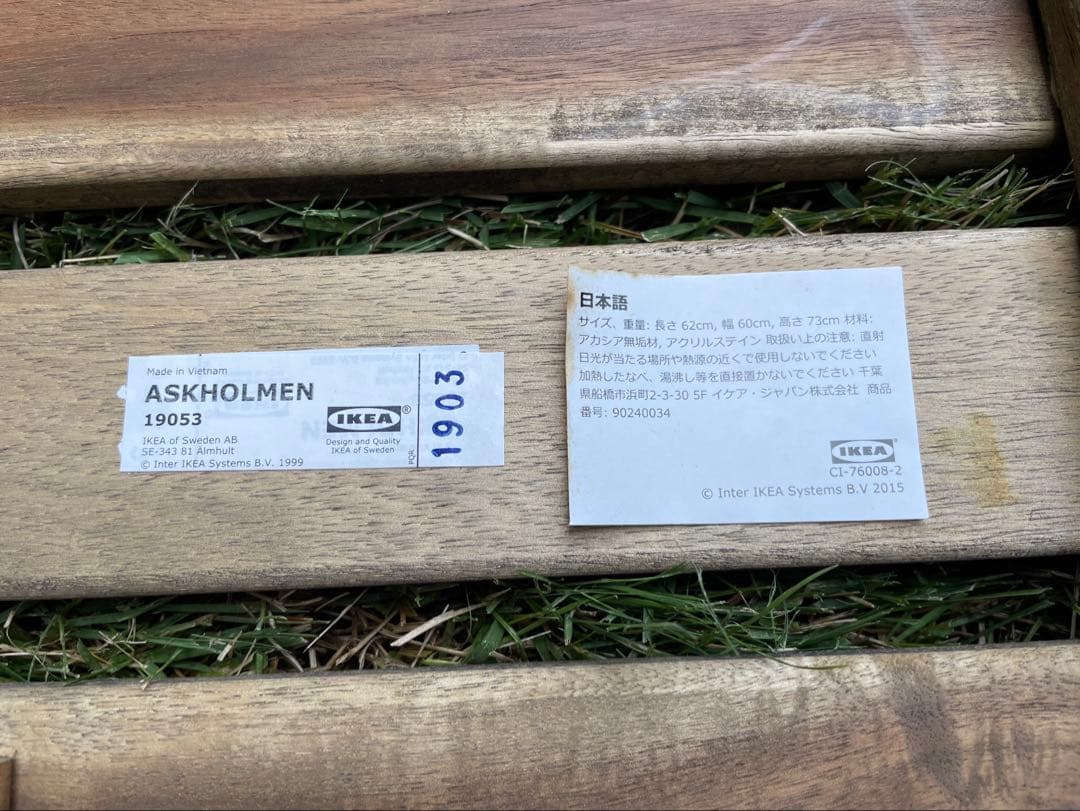 Made in Vietnam
ASKHOLMEN
19053
IKEA of Sweden AB
SE-343 81 Älmhult
© Inter IKEA Systems B.V. 1999
IKEA®
Design and Quality
IKEA of Sweden
PQR
1903
日本語
サイズ、重量: 長さ 62cm, 幅 60cm, 高さ 73cm 材料:
アカシア無垢材, アクリルステイン 取扱い上の注意: 直射
日光が当たる場所や熱源の近くで使用しないでください
加熱したなべ、湯沸し等を直接置かないでください 千葉
県船橋市浜町2-3-30 5F イケア・ジャパン株式会社 商品
番号: 90240034
IKEA®
CI-76008-2
© Inter IKEA Systems B.V 2015